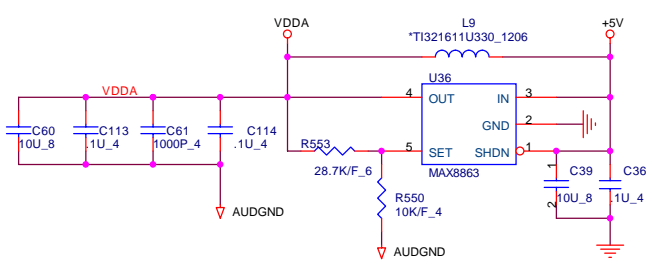 VDDA
L9
+5V
*TI321611U330_1206
U36
VDDA
4
OUT
IN
3
C60
10U_8
C113
.1U_4
C61
1000P_4
C114
.1U_4
GND
2
R553
28.7K/F_6
5
SET
SHDN
1
MAX8863
1
C39
10U_8
2
C36
.1U_4
R550
10K/F_4
AUDGND
AUDGND